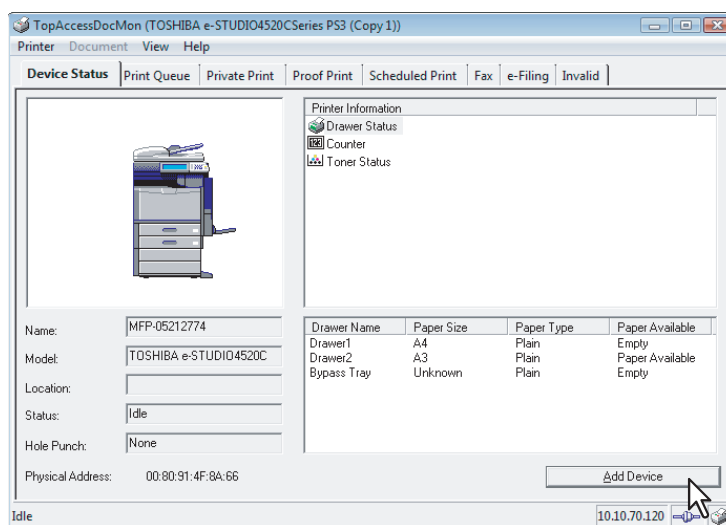 TopAccessDocMon (TOSHIBA e-STUDIO4520CSeries PS3 (Copy 1))
Printer Document View Help
Device Status Print Queue Private Print Proof Print Scheduled Print Fax e-Filing Invalid
Printer Information
Drawer Status
Counter
Toner Status
Name: MFP-05212774
Model: TOSHIBA e-STUDIO4520C
Location:
Status: Idle
Hole Punch: None
Physical Address: 00:80:91:4F:8A:66
Drawer Name Paper Size Paper Type Paper Available
Drawer1 A4 Plain Empty
Drawer2 A3 Plain Paper Available
Bypass Tray Unknown Plain Empty
Add Device
Idle 10.10.70.120